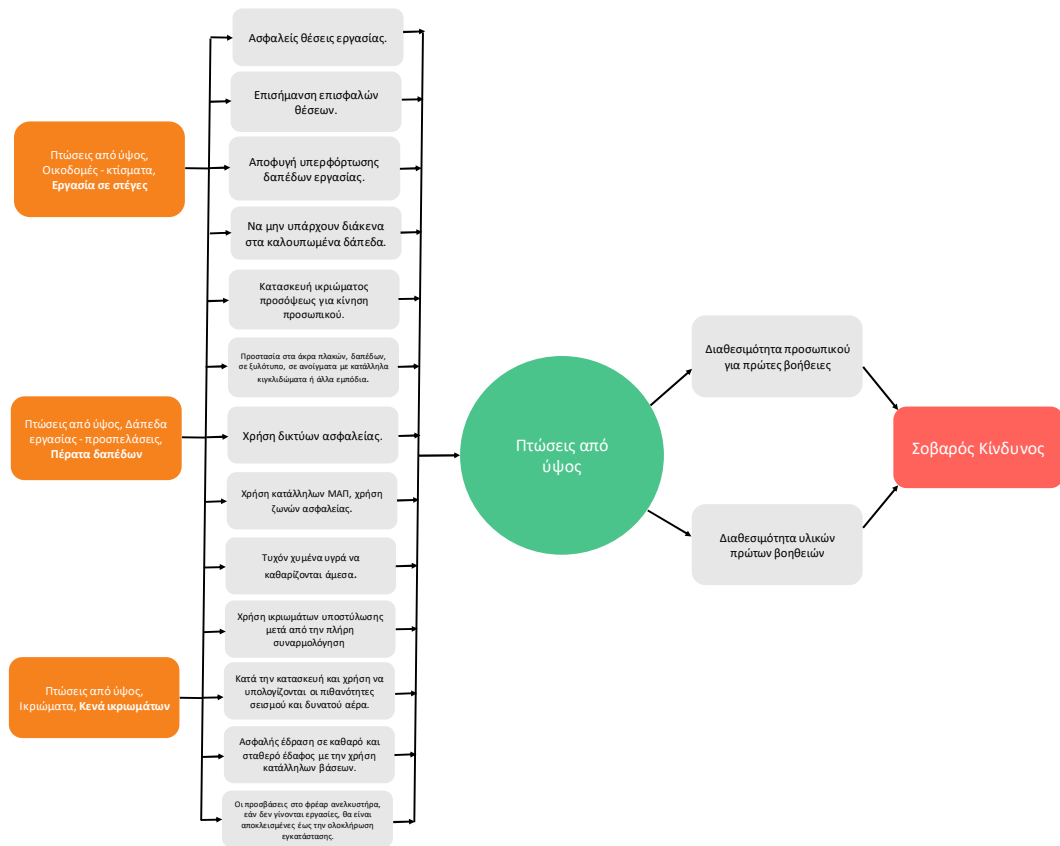 Πτώσεις από ύψος,
Οικοδομές - κτίσματα,
Εργασία σε στέγες
Πτώσεις από ύψος, Δάπεδα
εργασίας - προσπελάσεις,
Πέρατα δαπέδων
Πτώσεις από ύψος,
Ικριώματα, Κενά ικριωμάτων
Ασφαλείς θέσεις εργασίας.
Επισήμανση επισφαλών
θέσεων.
Αποφυγή υπερφόρτωσης
δαπέδων εργασίας.
Να μην υπάρχουν διάκενα
στα καλουπωμένα δάπεδα.
Κατασκευή ικριώματος
προσόψεως για κίνηση
προσωπικού.
Προστασία στα άκρα πλακών, δαπέδων,
σε ξυλότυπο, σε ανοίγματα με κατάλληλα
κιγκλιδώματα ή άλλα εμπόδια.
Χρήση δικτύων ασφαλείας.
Χρήση κατάλληλων ΜΑΠ, χρήση
ζωνών ασφαλείας.
Τυχόν χυμένα υγρά να
καθαρίζονται άμεσα.
Χρήση ικριωμάτων υποστύλωσης
μετά από την πλήρη
συναρμολόγηση
Κατά την κατασκευή και χρήση να
υπολογίζονται οι πιθανότητες
σεισμού και δυνατού αέρα.
Ασφαλής έδραση σε καθαρό και
σταθερό έδαφος με την χρήση
κατάλληλων βάσεων.
Οι προσβάσεις στο φρέαρ ανελκυστήρα,
εάν δεν γίνονται εργασίες, θα είναι
αποκλεισμένες έως την ολοκλήρωση
εγκατάστασης.
Πτώσεις από
ύψος
Διαθεσιμότητα προσωπικού
για πρώτες βοήθειες
Διαθεσιμότητα υλικών
πρώτων βοηθειών
Σοβαρός Κίνδυνος